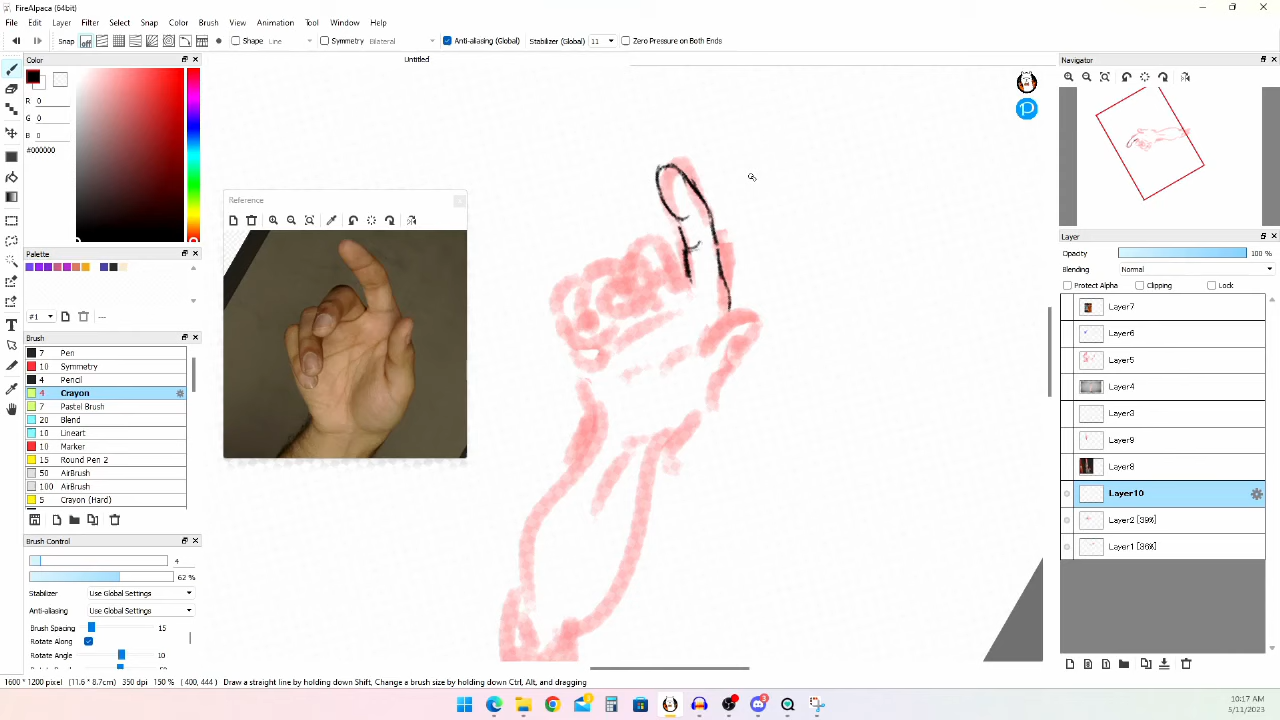 FireAlpaca (64bit)
File Edit Layer Filter Select Snap Color Brush View Animation Tool Window Help
Snap off Shape Line Symmetry Bilateral Anti-aliasing (Global) Stabilizer (Global) 11 Zero Pressure on Both Ends
Color
R 0
G 0
B 0
#000000
Palette
#1 ---
Brush
7 Pen
10 Symmetry
4 Pencil
4 Crayon
7 Pastel Brush
20 Blend
10 Lineart
10 Marker
15 Round Pen 2
50 AirBrush
100 AirBrush
5 Crayon (Hard)
Brush Control
4
62 %
Stabilizer Use Global Settings
Anti-aliasing Use Global Settings
Brush Spacing 15
Rotate Along
Rotate Angle 10
Untitled
Reference
Navigator
Layer
Opacity 100 %
Blending Normal
Protect Alpha Clipping Lock
Layer7
Layer6
Layer5
Layer4
Layer3
Layer9
Layer8
Layer10
Layer2 [39%]
Layer1 [36%]
1600 * 1200 pixel (11.6 * 8.7cm) 350 dpi 150 % (400, 444) Draw a straight line by holding down Shift, Change a brush size by holding down Ctrl, Alt, and dragging
10:17 AM
5/11/2023